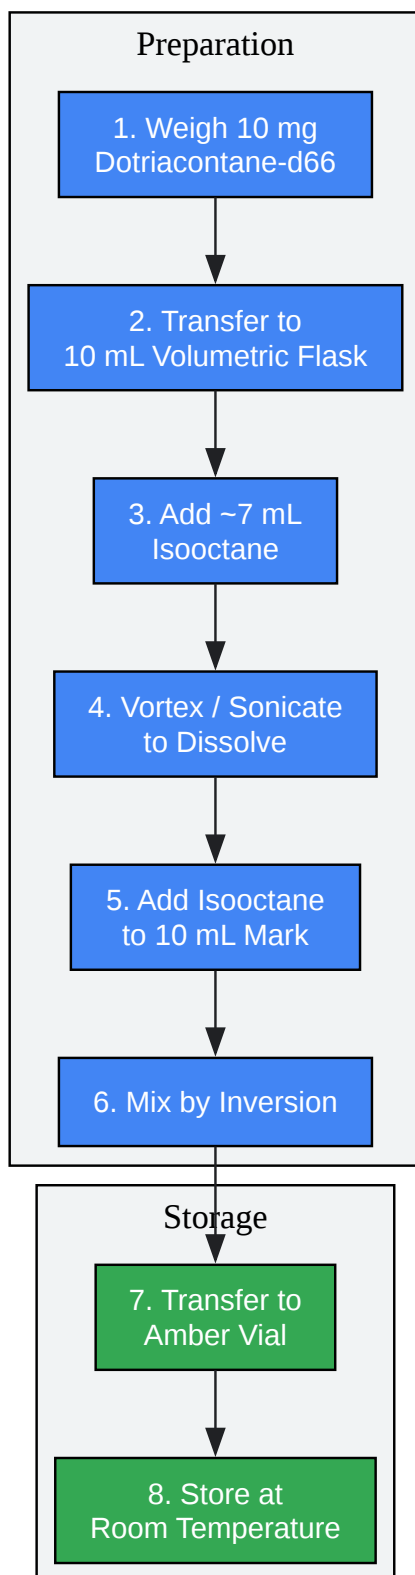 Preparation
1. Weigh 10 mg
Dotriacontane-d66
2. Transfer to
10 mL Volumetric Flask
3. Add ~7 mL
Isooctane
4. Vortex / Sonicate
to Dissolve
5. Add Isooctane
to 10 mL Mark
6. Mix by Inversion
Storage
7. Transfer to
Amber Vial
8. Store at
Room Temperature